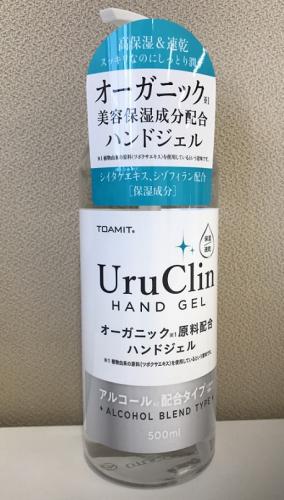 高保湿&速乾
スッキリなのにしっとり潤う
オーガニック※1
美容保湿成分配合
ハンドジェル
※1 植物由来の原料(ツボクサエキス)を使用しているという意味です。
シイタケエキス、シゾフィラン配合
[保湿成分]
TOAMIT®
保湿
速乾
UruClin
HAND GEL
オーガニック※1原料配合
ハンドジェル
※1 植物由来の原料(ツボクサエキス)を使用しているという意味です。
アルコール 配合タイプ
ALCOHOL BLEND TYPE
500ml